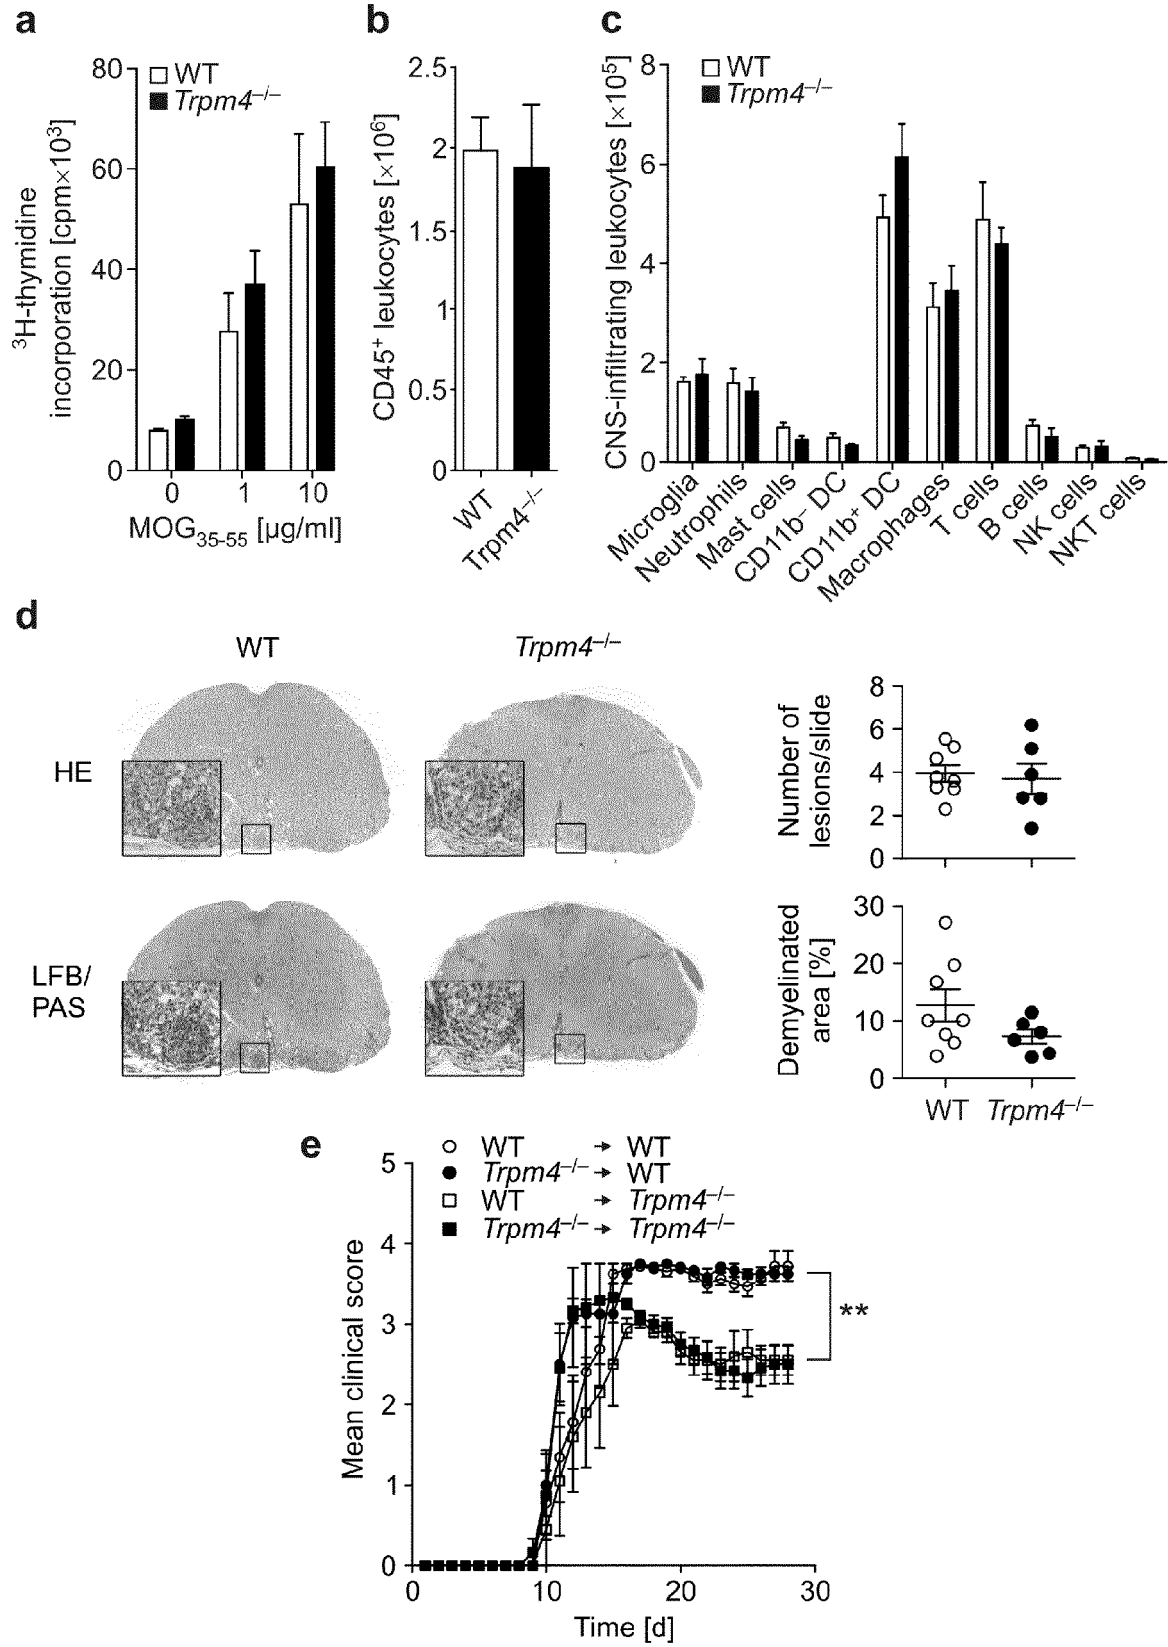 a
80
60
40
20
0
WT
Trpm4–/–
³H-thymidine
incorporation [cpm×10³]
0 1 10
MOG35-55 [µg/ml]
b
2.5
2
1.5
1
0.5
0
CD45⁺ leukocytes [×10⁶]
WT
Trpm4–/–
c
8
6
4
2
0
WT
Trpm4–/–
CNS-infiltrating leukocytes [×10⁵]
Microglia
Neutrophils
Mast cells
CD11b⁻ DC
CD11b⁺ DC
Macrophages
T cells
B cells
NK cells
NKT cells
d
WT
Trpm4–/–
HE
LFB/
PAS
Number of
lesions/slide
8
6
4
2
0
Demyelinated
area [%]
30
20
10
0
WT Trpm4–/–
e
WT → WT
Trpm4–/– → WT
WT → Trpm4–/–
Trpm4–/– → Trpm4–/–
Mean clinical score
5
4
3
2
1
0
**
0 10 20 30
Time [d]